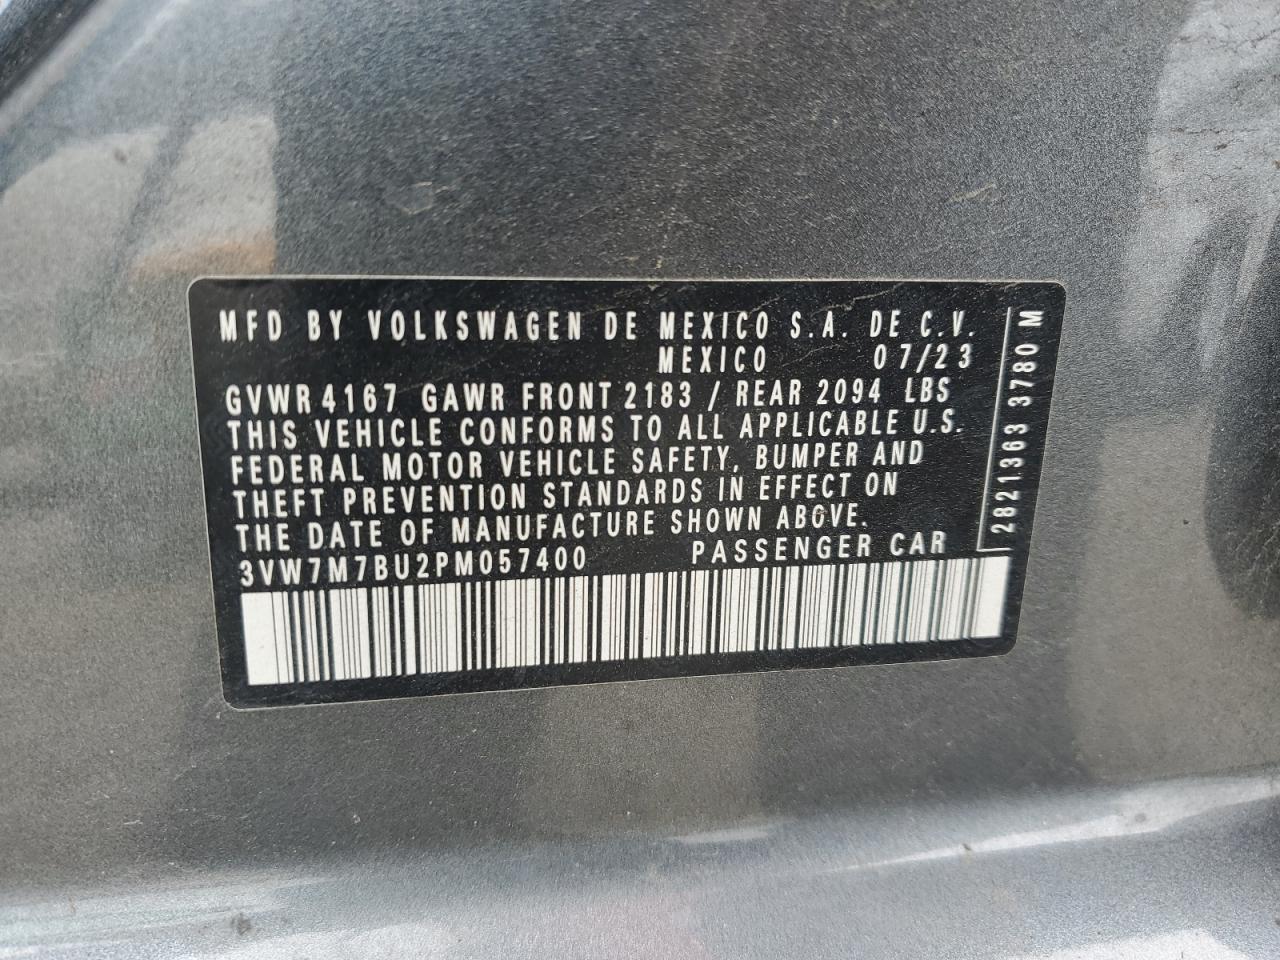 MFD BY VOLKSWAGEN DE MEXICO S.A. DE C.V.
MEXICO 07/23
GVWR 4167 GAWR FRONT 2183 / REAR 2094 LBS
THIS VEHICLE CONFORMS TO ALL APPLICABLE U.S.
FEDERAL MOTOR VEHICLE SAFETY, BUMPER AND
THEFT PREVENTION STANDARDS IN EFFECT ON
THE DATE OF MANUFACTURE SHOWN ABOVE.
3VW7M7BU2PM057400 PASSENGER CAR
2821363 3780 M